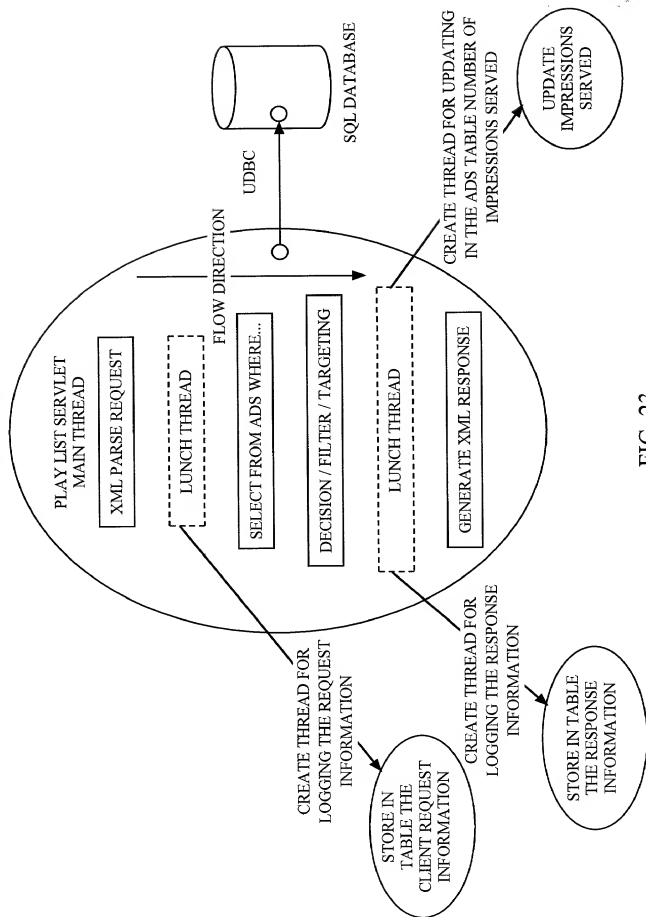 PLAY LIST SERVLET
MAIN THREAD
XML PARSE REQUEST
LUNCH THREAD
FLOW DIRECTION
SELECT FROM ADS WHERE...
DECISION / FILTER / TARGETING
LUNCH THREAD
GENERATE XML RESPONSE
UDBC
SQL DATABASE
CREATE THREAD FOR
LOGGING THE REQUEST
INFORMATION
STORE IN
TABLE THE
CLIENT REQUEST
INFORMATION
CREATE THREAD FOR
LOGGING THE RESPONSE
INFORMATION
STORE IN TABLE
THE RESPONSE
INFORMATION
CREATE THREAD FOR UPDATING
IN THE ADS TABLE NUMBER OF
IMPRESSIONS SERVED
UPDATE
IMPRESSIONS
SERVED